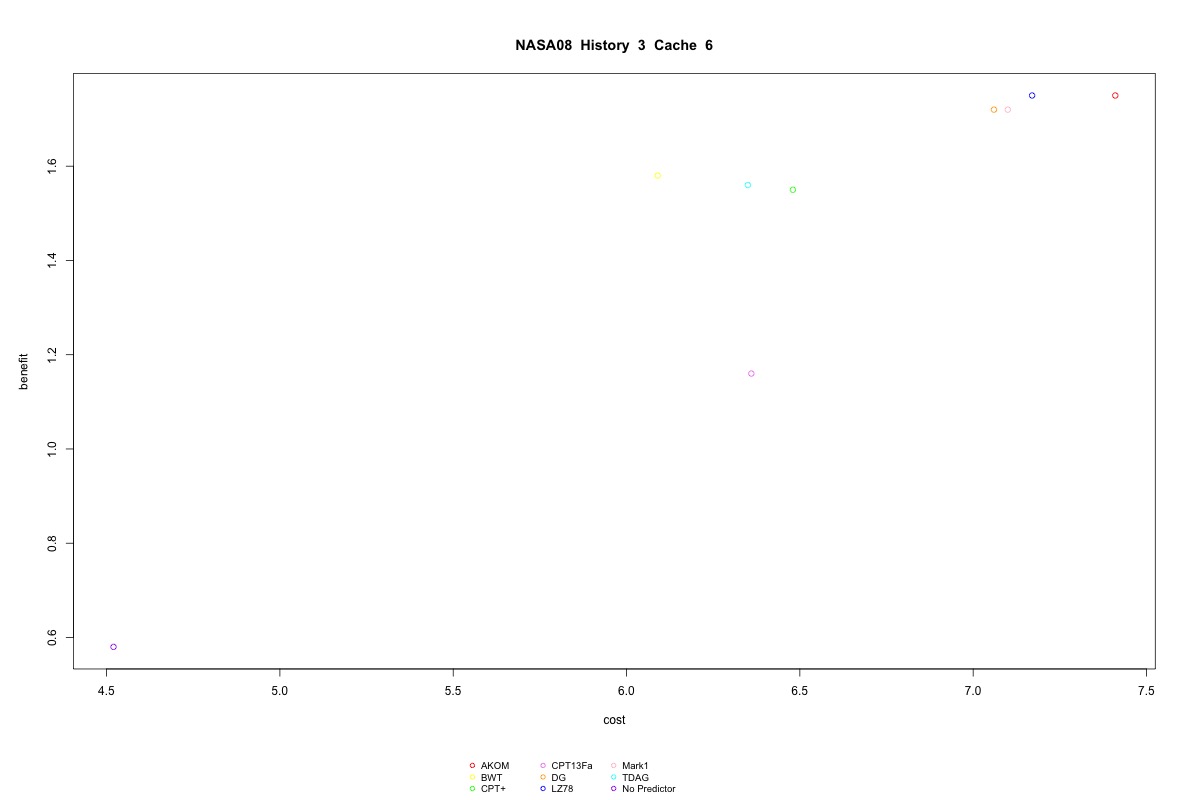 NASA08 History 3 Cache 6
benefit
1.6
1.4
1.2
1.0
0.8
0.6
4.5 5.0 5.5 6.0 6.5 7.0 7.5
cost
AKOM CPT13Fa Mark1
BWT DG TDAG
CPT+ LZ78 No Predictor